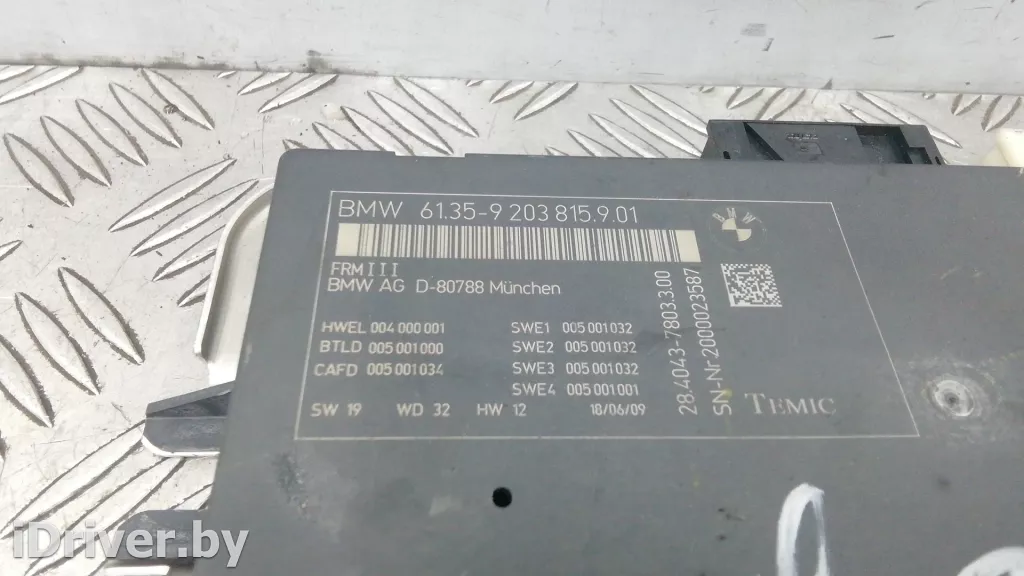 BMW 61.35-9 203 815.9.01
BMW
FRM III
BMW AG D-80788 München
HWEL 004 000 001
BTLD 005 001 000
CAFD 005 001 034
SWE1 005 001 032
SWE2 005 001 032
SWE3 005 001 032
SWE4 005 001 001
SW 19 WD 32 HW 12 18/06/09
28.4043-7803.3.00
SN-Nr-2000023587
TEMIC
iDriver.by